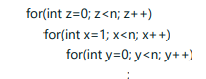 for(int z=0; z<n; z++)
for(int x=1; x<n; x++)
for(int y=0; y<n; y++)
: